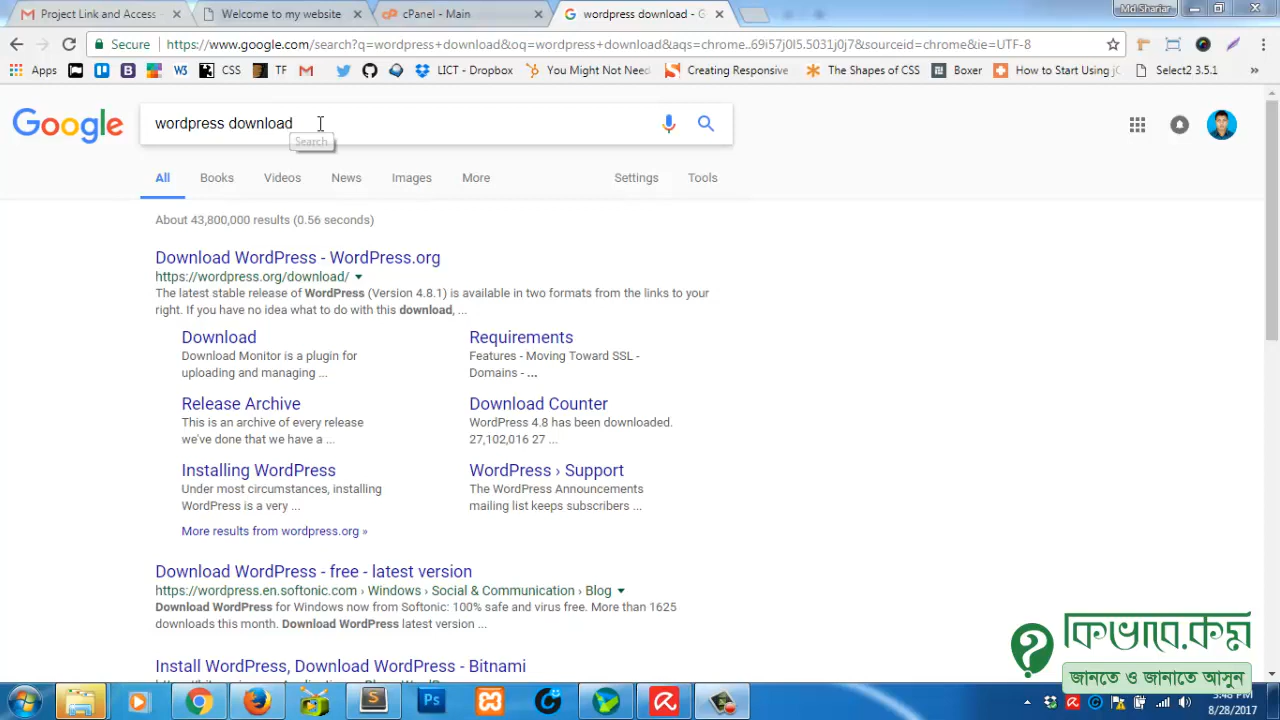 Project Link and Access -
Welcome to my website
cPanel - Main
wordpress download - G
Md Shariar
Secure
https://www.google.com/search?q=wordpress+download&oq=wordpress+download&aqs=chrome..69i57j0l5.5031j0j7&sourceid=chrome&ie=UTF-8
Apps
CSS
TF
LICT - Dropbox
You Might Not Need
Creating Responsive
The Shapes of CSS
Boxer
How to Start Using jQ
Select2 3.5.1
Google
wordpress download
Search
All
Books
Videos
News
Images
More
Settings
Tools
About 43,800,000 results (0.56 seconds)
Download WordPress - WordPress.org
https://wordpress.org/download/
The latest stable release of WordPress (Version 4.8.1) is available in two formats from the links to your
right. If you have no idea what to do with this download, ...
Download
Download Monitor is a plugin for
uploading and managing ...
Requirements
Features - Moving Toward SSL -
Domains - ...
Release Archive
This is an archive of every release
we've done that we have a ...
Download Counter
WordPress 4.8 has been downloaded.
27,102,016 27 ...
Installing WordPress
Under most circumstances, installing
WordPress is a very ...
WordPress › Support
The WordPress Announcements
mailing list keeps subscribers ...
More results from wordpress.org »
Download WordPress - free - latest version
https://wordpress.en.softonic.com › Windows › Social & Communication › Blog
Download WordPress for Windows now from Softonic: 100% safe and virus free. More than 1625
downloads this month. Download WordPress latest version ...
Install WordPress, Download WordPress - Bitnami
কিভাবে.কম
জানতে ও জানাতে আসুন
8/28/2017